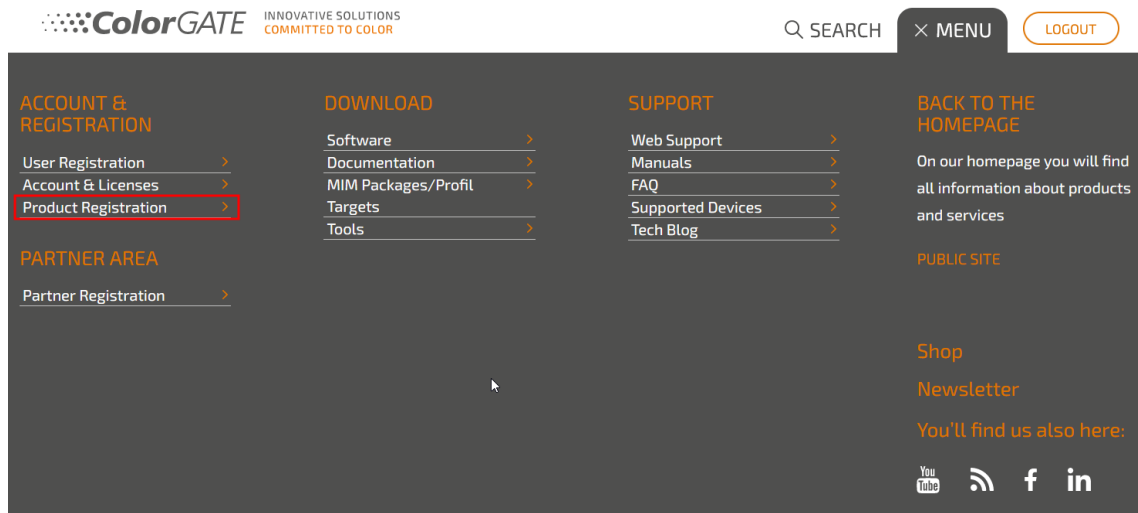 ColorGATE
INNOVATIVE SOLUTIONS
COMMITTED TO COLOR
SEARCH
MENU
LOGOUT
ACCOUNT &
REGISTRATION
User Registration
Account & Licenses
Product Registration
PARTNER AREA
Partner Registration
DOWNLOAD
Software
Documentation
MIM Packages/Profil
Targets
Tools
SUPPORT
Web Support
Manuals
FAQ
Supported Devices
Tech Blog
BACK TO THE
HOMEPAGE
On our homepage you will find
all information about products
and services
PUBLIC SITE
Shop
Newsletter
You'll find us also here:
You
Tube
f
in